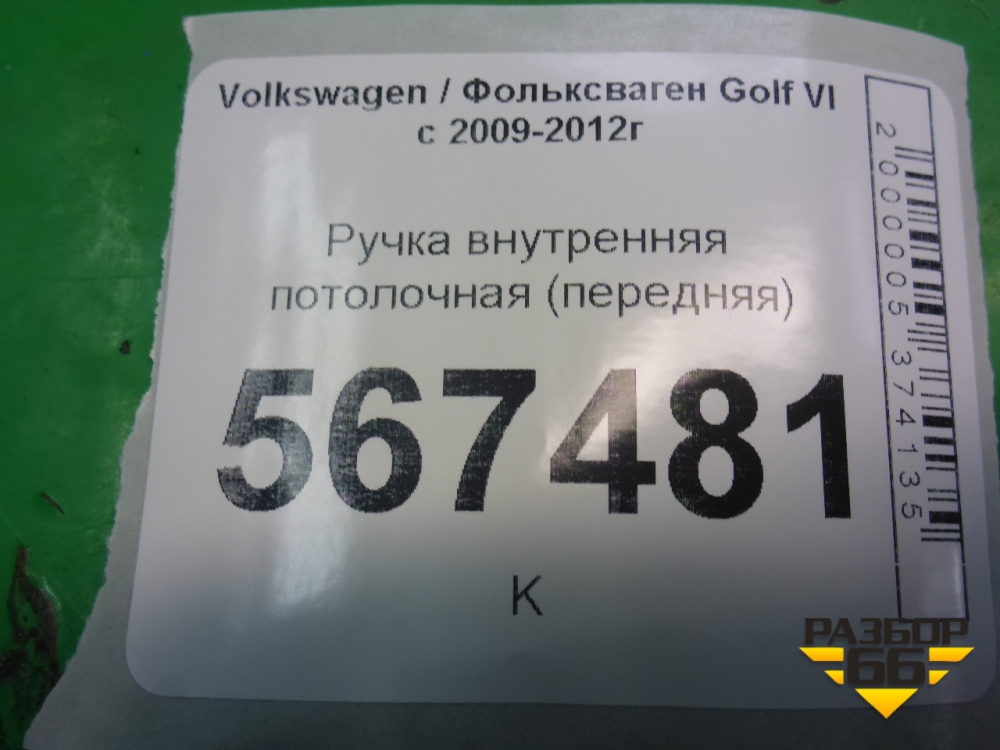 Volkswagen / Фольксваген Golf VI
с 2009-2012г
Ручка внутренняя
потолочная (передняя)
567481
К
2000005374135
РАЗБОР
66